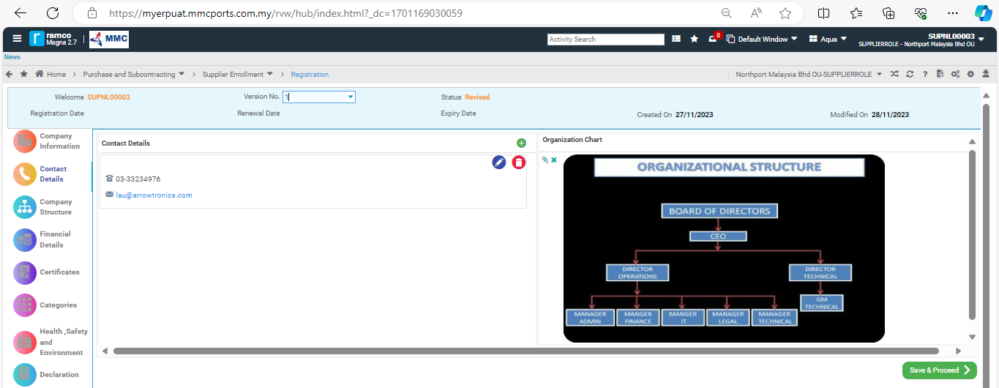 https://myerpuat.mmcports.com.my/rvw/hub/index.html?_dc=1701169030059
ramco
Magna 2.7
MMC
Activity Search
0
Default Window
Aqua
SUPNL00003
SUPPLIERROLE - Northport Malaysia Bhd OU
News
Home > Purchase and Subcontracting > Supplier Enrollment > Registration
Northport Malaysia Bhd OU-SUPPLIERROLE
Welcome SUPNL00003
Version No. 1
Status Revised
Registration Date
Renewal Date
Expiry Date
Created On 27/11/2023
Modified On 28/11/2023
Company
Information
Contact
Details
Company
Structure
Financial
Details
Certificates
Categories
Health ,Safety
and
Environment
Declaration
Contact Details
03-33234976
lau@arrowtronics.com
Organization Chart
ORGANIZATIONAL STRUCTURE
BOARD OF DIRECTORS
CEO
DIRECTOR
OPERATIONS
DIRECTOR
TECHNICAL
GM
TECHNICAL
MANAGER
ADMIN
MANGER
FINANCE
MANGER
IT
MANAGER
LEGAL
MANAGER
TECHNICAL
Save & Proceed